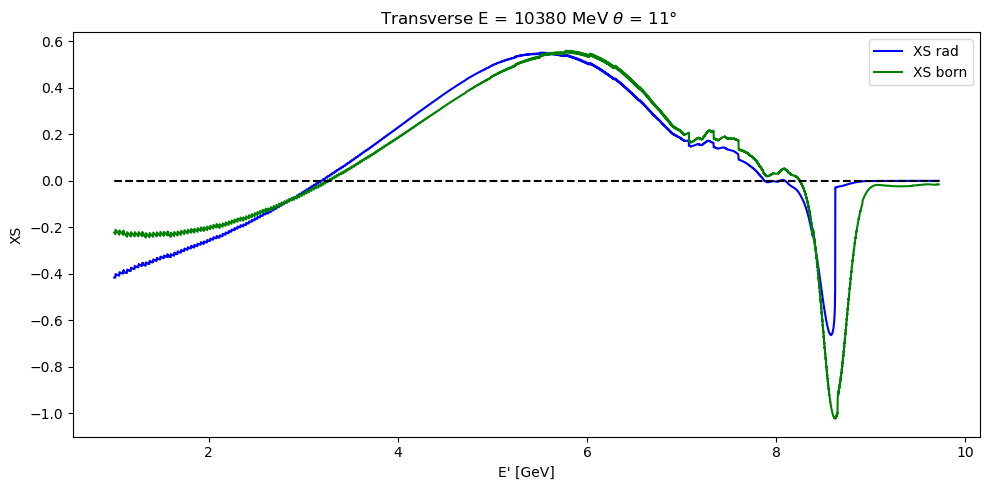 Transverse E = 10380 MeV θ = 11°
XS rad
XS born
XS
0.6
0.4
0.2
0.0
−0.2
−0.4
−0.6
−0.8
−1.0
2 4 6 8 10
E' [GeV]